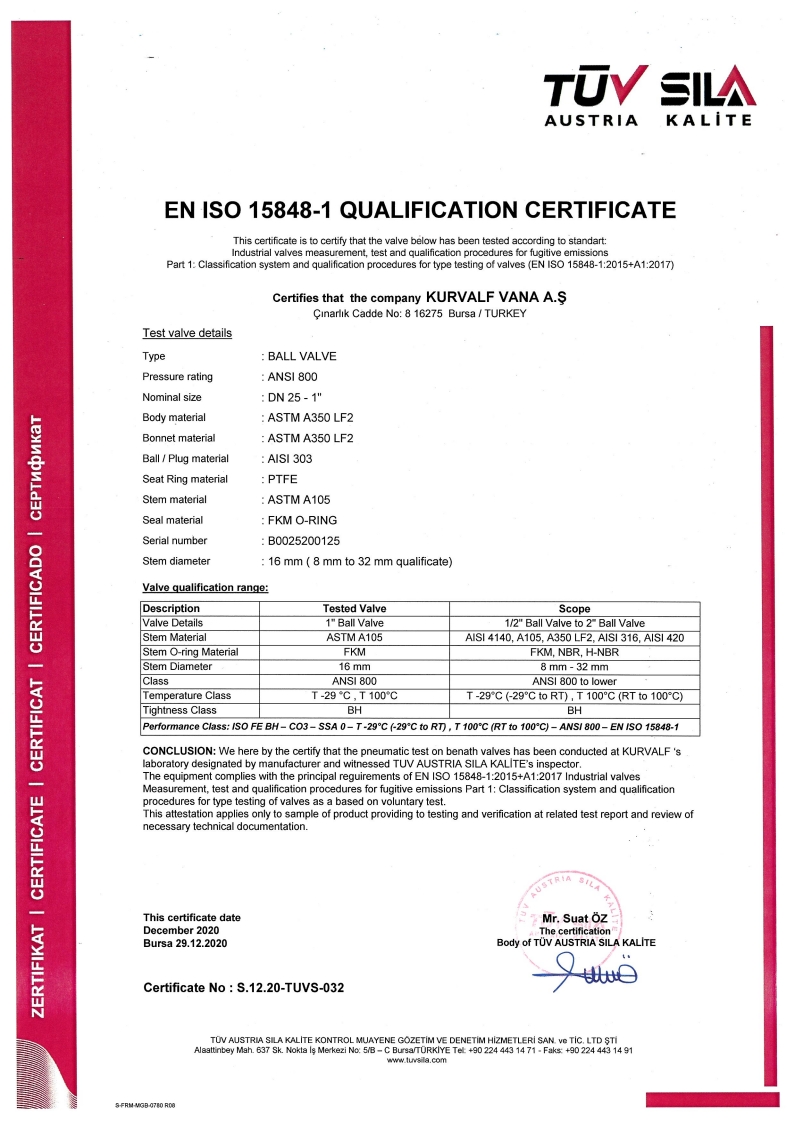 TÜV SILA
AUSTRIA KALİTE
EN ISO 15848-1 QUALIFICATION CERTIFICATE
This certificate is to certify that the valve below has been tested according to standart:
Industrial valves measurement, test and qualification procedures for fugitive emissions
Part 1: Classification system and qualification procedures for type testing of valves (EN ISO 15848-1:2015+A1:2017)
Certifies that the company KURVALF VANA A.Ş
Çınarlık Cadde No: 8 16275 Bursa / TURKEY
Test valve details
Type : BALL VALVE
Pressure rating : ANSI 800
Nominal size : DN 25 - 1"
Body material : ASTM A350 LF2
Bonnet material : ASTM A350 LF2
Ball / Plug material : AISI 303
Seat Ring material : PTFE
Stem material : ASTM A105
Seal material : FKM O-RING
Serial number : B0025200125
Stem diameter : 16 mm ( 8 mm to 32 mm qualificate)
Valve qualification range:
Description Tested Valve Scope
Valve Details 1" Ball Valve 1/2" Ball Valve to 2" Ball Valve
Stem Material ASTM A105 AISI 4140, A105, A350 LF2, AISI 316, AISI 420
Stem O-ring Material FKM FKM, NBR, H-NBR
Stem Diameter 16 mm 8 mm - 32 mm
Class ANSI 800 ANSI 800 to lower
Temperature Class T -29 °C , T 100°C T -29°C (-29°C to RT) , T 100°C (RT to 100°C)
Tightness Class BH BH
Performance Class: ISO FE BH – CO3 – SSA 0 – T -29°C (-29°C to RT) , T 100°C (RT to 100°C) – ANSI 800 – EN ISO 15848-1
CONCLUSION: We here by the certify that the pneumatic test on benath valves has been conducted at KURVALF 's
laboratory designated by manufacturer and witnessed TUV AUSTRIA SILA KALİTE's inspector.
The equipment complies with the principal reguirements of EN ISO 15848-1:2015+A1:2017 Industrial valves
Measurement, test and qualification procedures for fugitive emissions Part 1: Classification system and qualification
procedures for type testing of valves as a based on voluntary test.
This attestation applies only to sample of product providing to testing and verification at related test report and review of
necessary technical documentation.
TÜV AUSTRIA SILA KALİTE
This certificate date
December 2020
Bursa 29.12.2020
Mr. Suat ÖZ
The certification
Body of TÜV AUSTRIA SILA KALİTE
Certificate No : S.12.20-TUVS-032
TÜV AUSTRIA SILA KALİTE KONTROL MUAYENE GÖZETİM VE DENETİM HİZMETLERİ SAN. ve TİC. LTD ŞTİ
Alaattinbey Mah. 637 Sk. Nokta İş Merkezi No: 5/B – C Bursa/TÜRKİYE Tel: +90 224 443 14 71 - Faks: +90 224 443 14 91
www.tuvsila.com
S-FRM-MGB-0780 R08
ZERTIFIKAT | CERTIFICATE | CERTIFICAT | CERTIFICADO | СЕРТИфикат